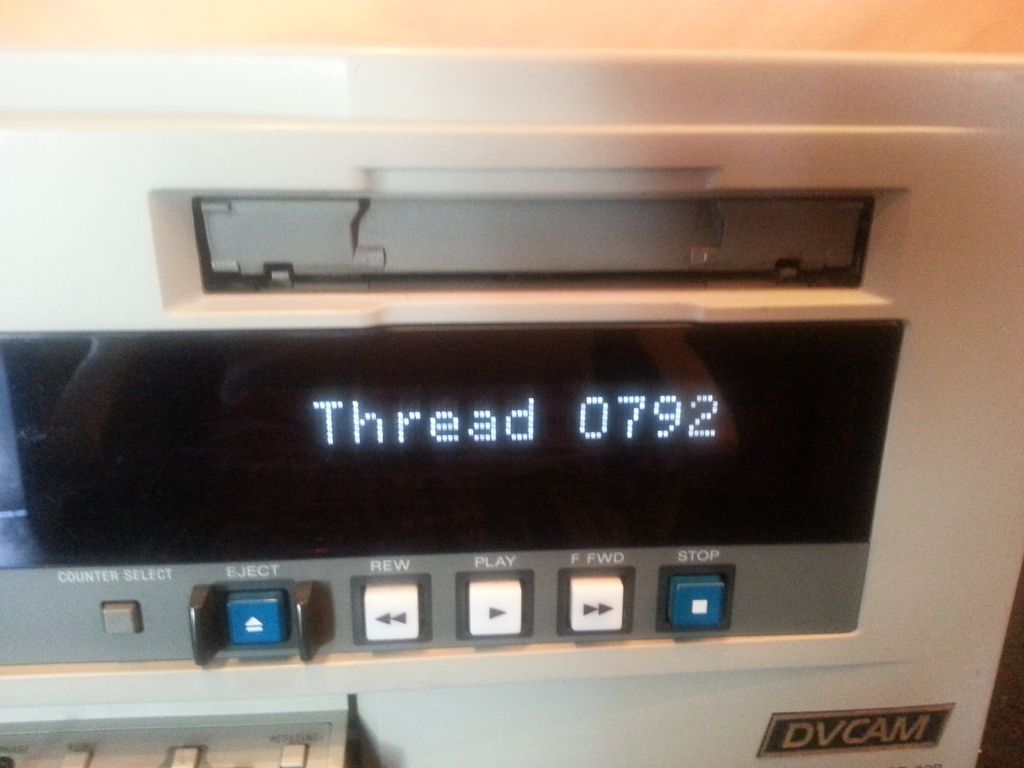 Thread 0792
COUNTER SELECT
EJECT
REW
PLAY
F FWD
STOP
DVCAM